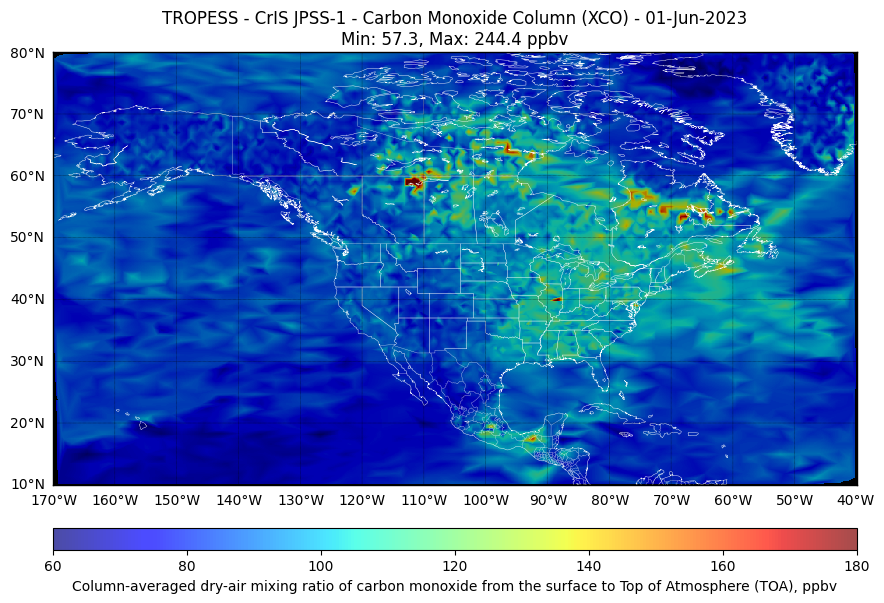 TROPESS - CrIS JPSS-1 - Carbon Monoxide Column (XCO) - 01-Jun-2023
Min: 57.3, Max: 244.4 ppbv
80°N
70°N
60°N
50°N
40°N
30°N
20°N
10°N
170°W 160°W 150°W 140°W 130°W 120°W 110°W 100°W 90°W 80°W 70°W 60°W 50°W 40°W
60 80 100 120 140 160 180
Column-averaged dry-air mixing ratio of carbon monoxide from the surface to Top of Atmosphere (TOA), ppbv